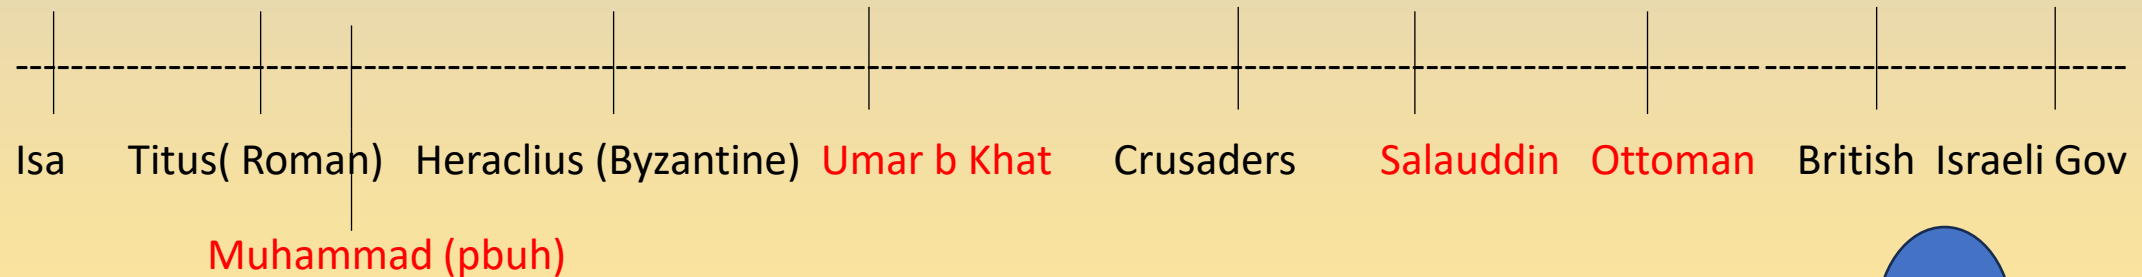 Isa Titus( Roman) Heraclius (Byzantine) Umar b Khat Crusaders Salauddin Ottoman British Israeli Gov
Muhammad (pbuh)